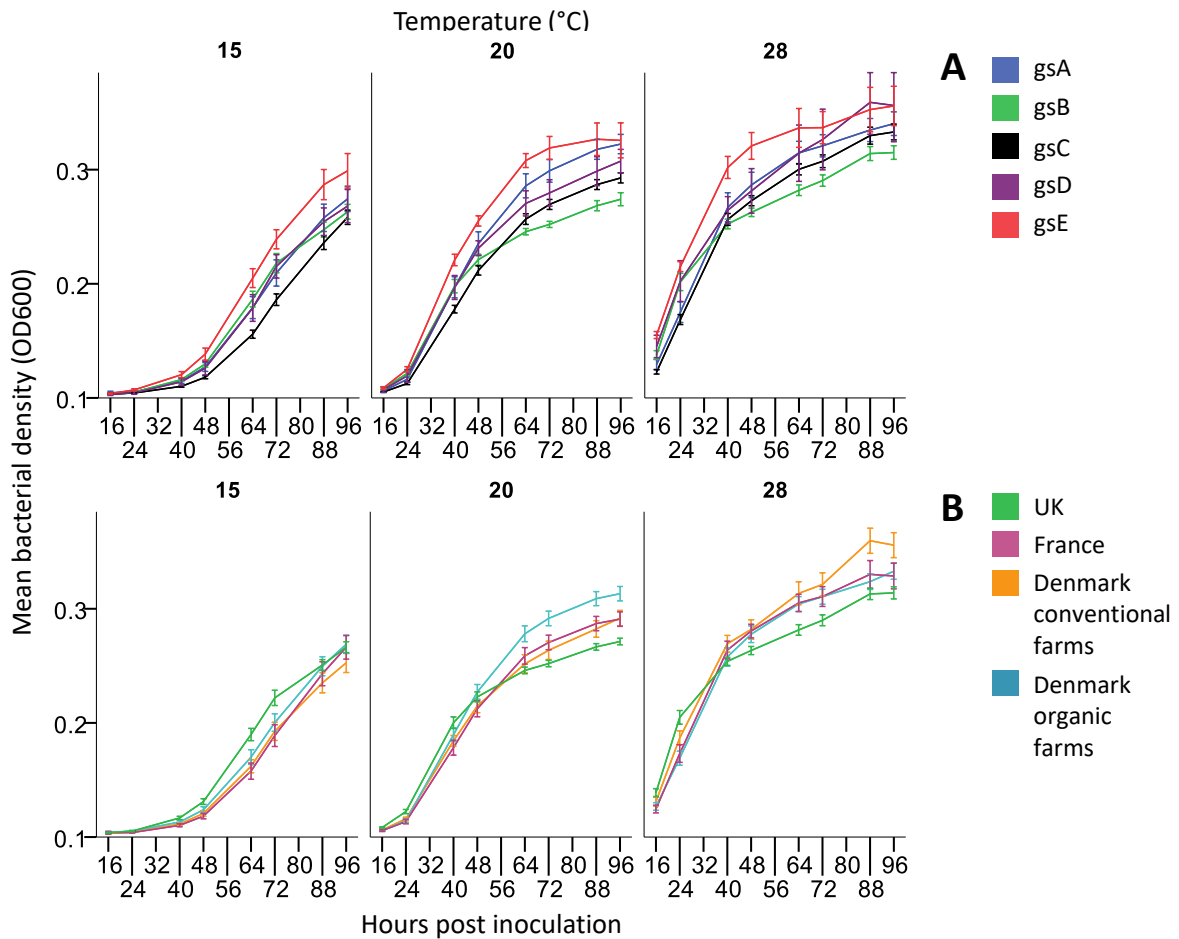 Temperature (°C)
15 20 28
A
gsA
gsB
gsC
gsD
gsE
0.3
0.2
0.1
16 32 48 64 80 96 16 32 48 64 80 96 16 32 48 64 80 96
24 40 56 72 88 24 40 56 72 88 24 40 56 72 88
Mean bacterial density (OD600)
15 20 28
B
UK
France
Denmark
conventional
farms
Denmark
organic
farms
0.3
0.2
0.1
16 32 48 64 80 96 16 32 48 64 80 96 16 32 48 64 80 96
24 40 56 72 88 24 40 56 72 88 24 40 56 72 88
Hours post inoculation